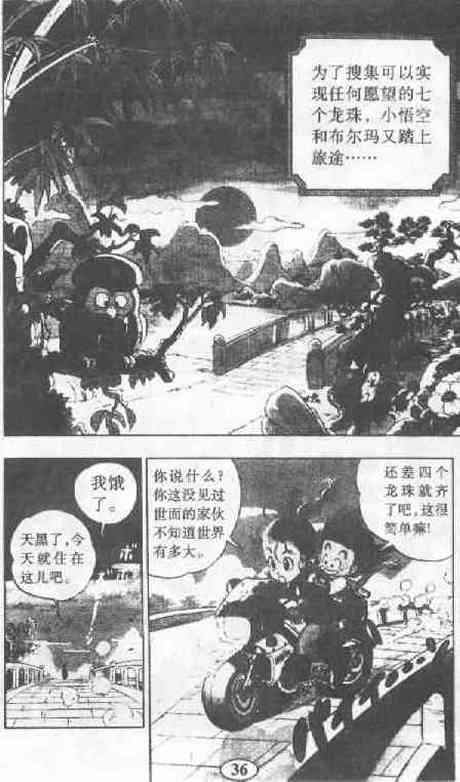 为了搜集可以实
现任何愿望的七
个龙珠，小悟空
和布尔玛又踏上
旅途……
还差四个
龙珠就齐
了吧，这很
简单嘛!
你说什么？
你这没见过
世面的家伙
不知道世界
有多大。
我饿
了。
天黑了，今
天就住在
这儿吧。
36